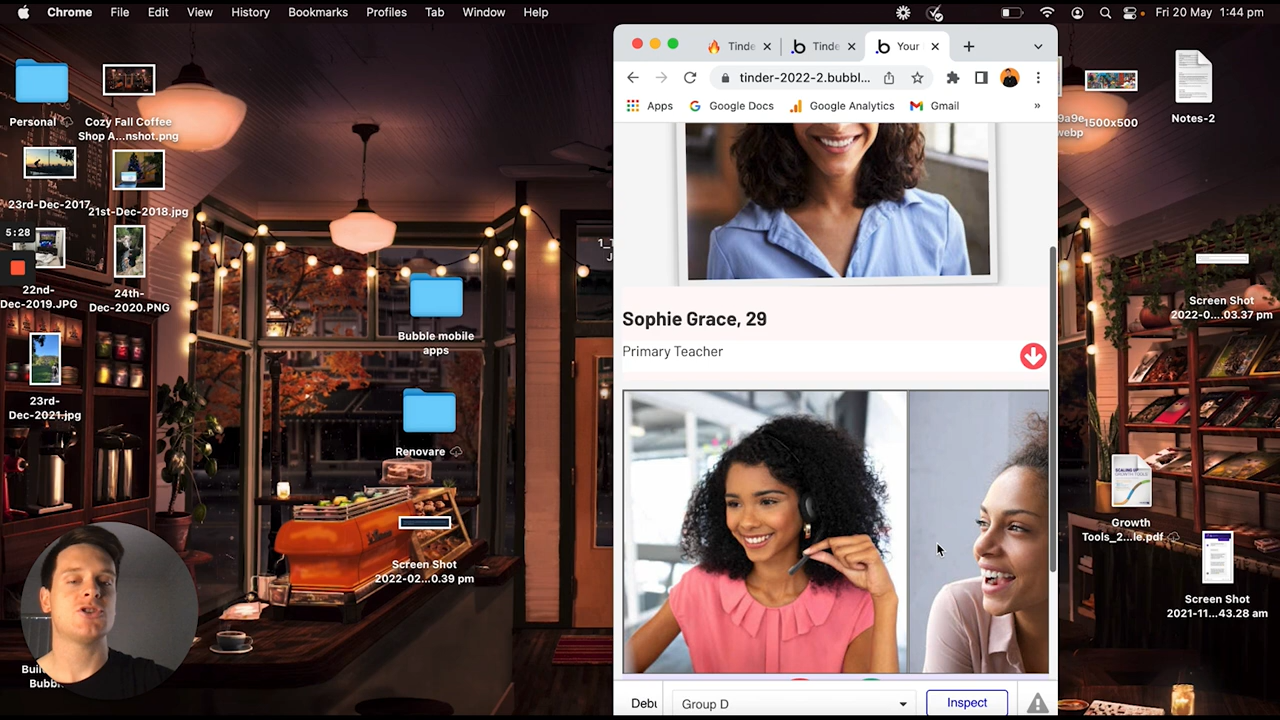 Chrome File Edit View History Bookmarks Profiles Tab Window Help
Fri 20 May 1:44 pm
Personal
Cozy Fall Coffee
Shop A...nshot.png
23rd-Dec-2017
21st-Dec-2018.jpg
5:28
22nd-
Dec-2019.JPG
24th-
Dec-2020.PNG
23rd-
Dec-2021.jpg
Bubble mobile
apps
Renovare
Screen Shot
2022-02...0.39 pm
Tinde
Tinde
Your
tinder-2022-2.bubbl...
Apps
Google Docs
Google Analytics
Gmail
»
Sophie Grace, 29
Primary Teacher
Group D
Inspect
1500x500
Notes-2
Screen Shot
2022-0....03.37 pm
SCALING UP
GROWTH TOOLS
Growth
Tools_2...le.pdf
Screen Shot
2021-11...43.28 am